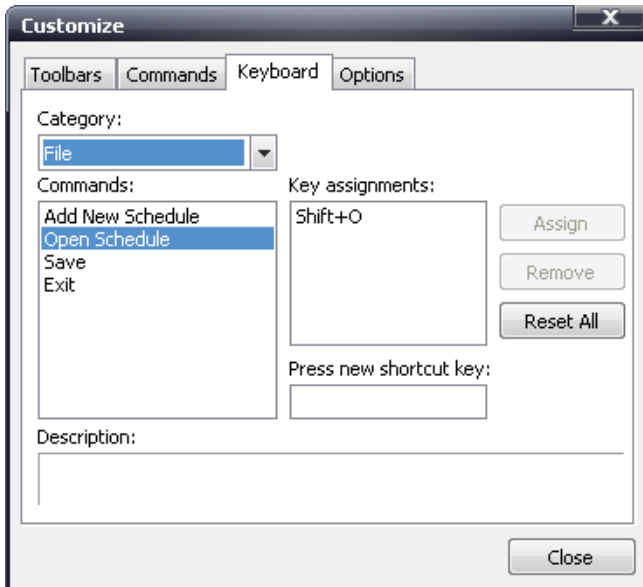 Customize
Toolbars Commands Keyboard Options
Category:
File
Commands:
Add New Schedule
Open Schedule
Save
Exit
Key assignments:
Shift+O
Assign
Remove
Reset All
Press new shortcut key:
Description:
Close